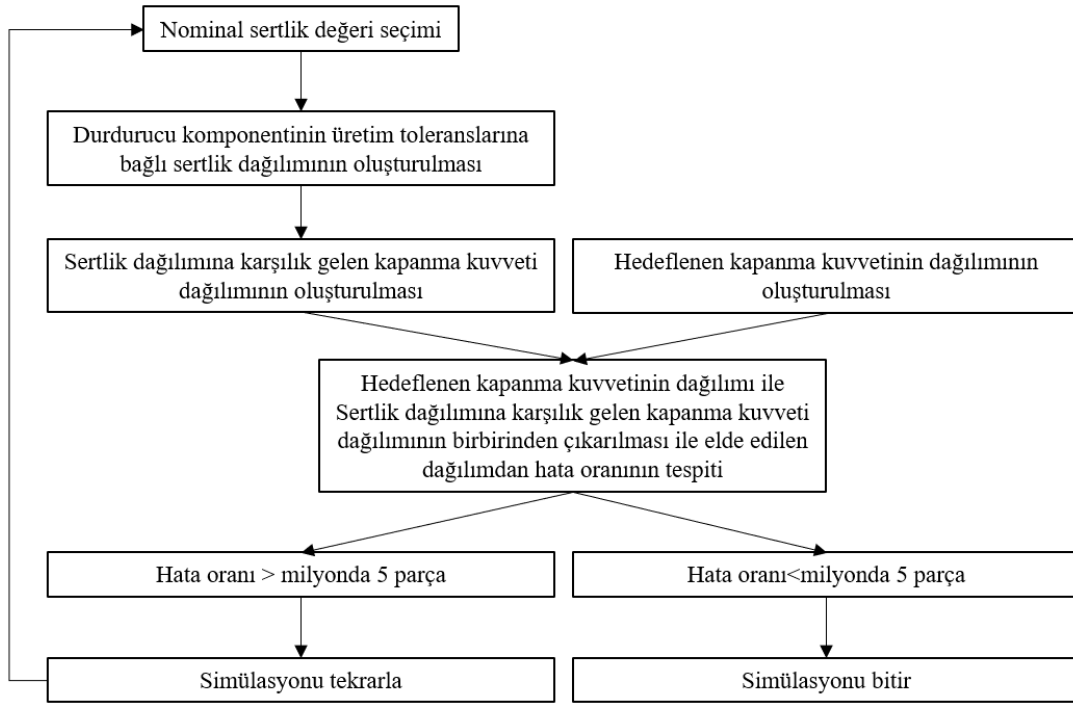 Nominal sertlik değeri seçimi
Durdurucu komponentinin üretim toleranslarına
bağlı sertlik dağılımının oluşturulması
Sertlik dağılımına karşılık gelen kapanma kuvveti
dağılımının oluşturulması
Hedeflenen kapanma kuvvetinin dağılımının
oluşturulması
Hedeflenen kapanma kuvvetinin dağılımı ile
Sertlik dağılımına karşılık gelen kapanma kuvveti
dağılımının birbirinden çıkarılması ile elde edilen
dağılımdan hata oranının tespiti
Hata oranı > milyonda 5 parça
Hata oranı<milyonda 5 parça
Simülasyonu tekrarla
Simülasyonu bitir